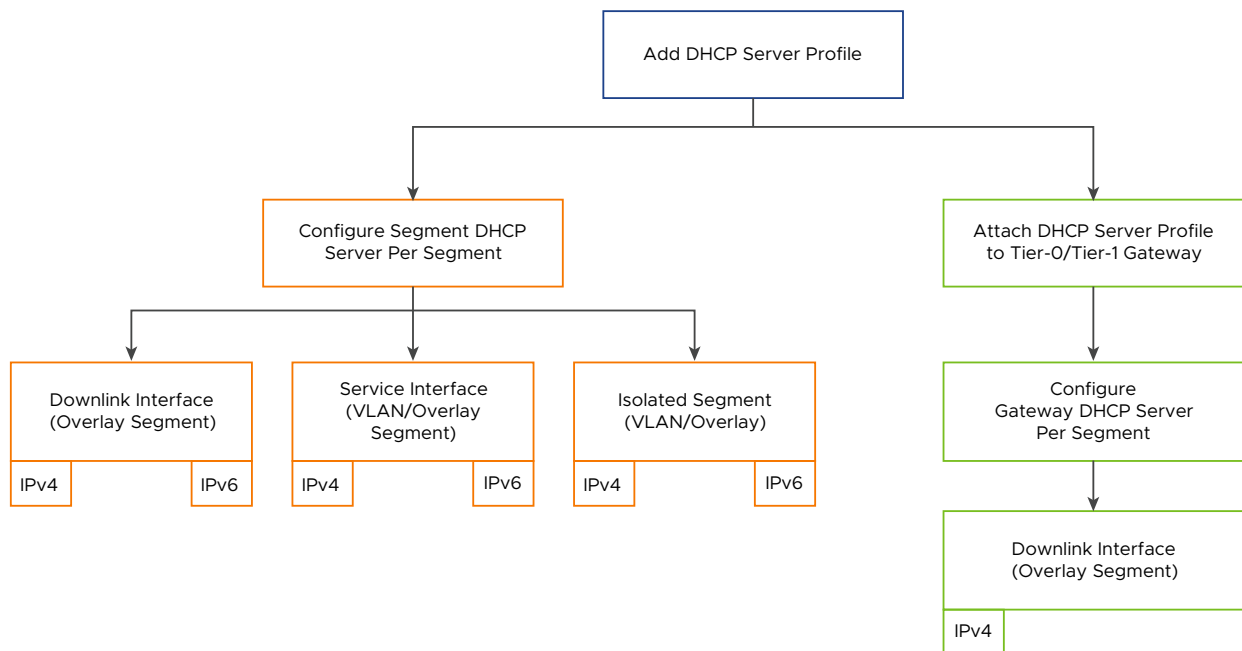 Add DHCP Server Profile
Configure Segment DHCP
Server Per Segment
Attach DHCP Server Profile
to Tier-0/Tier-1 Gateway
Downlink Interface
(Overlay Segment)
IPv4
IPv6
Service Interface
(VLAN/Overlay
Segment)
IPv4
IPv6
Isolated Segment
(VLAN/Overlay)
IPv4
IPv6
Configure
Gateway DHCP Server
Per Segment
Downlink Interface
(Overlay Segment)
IPv4